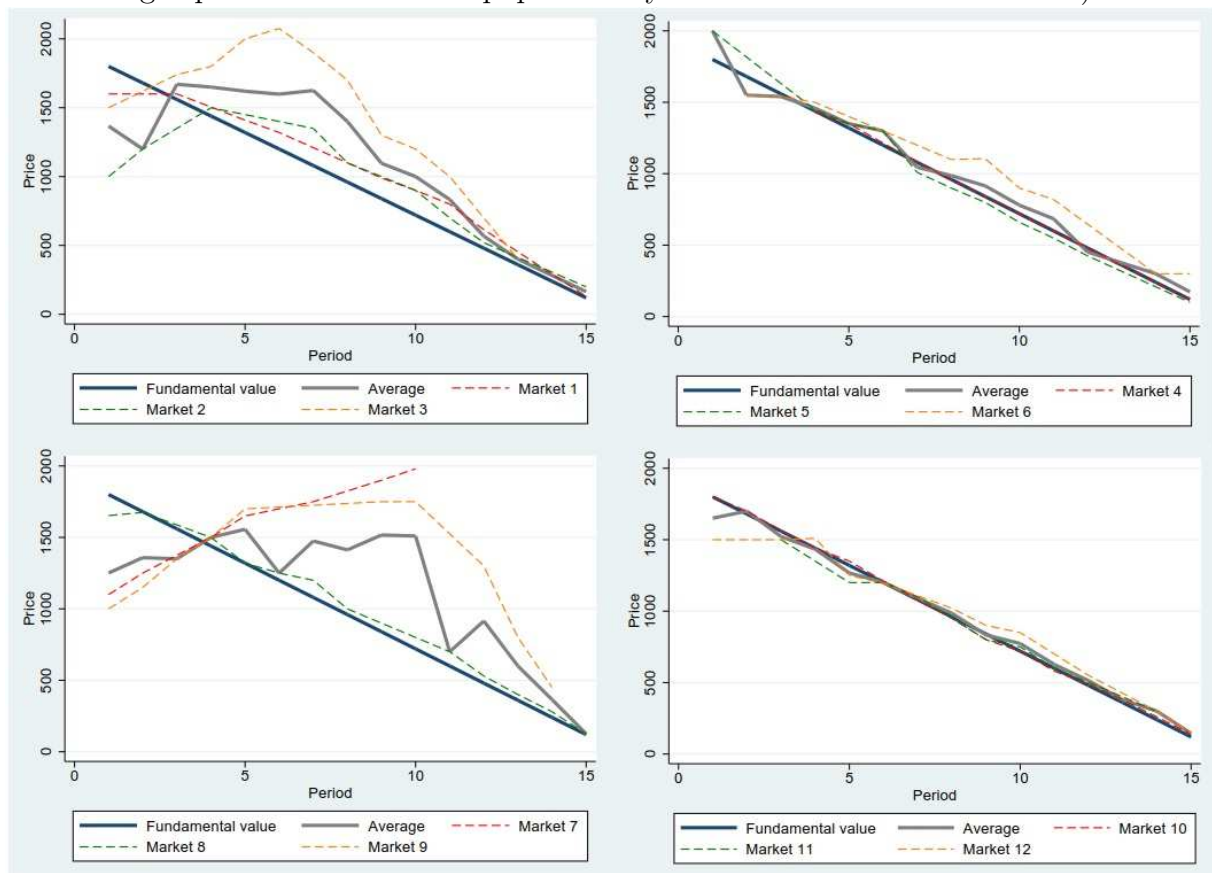 2000
1500
1000
500
0
Price
0 5 10 15
Period
Fundamental value Average Market 1
Market 2 Market 3
2000
1500
1000
500
0
Price
0 5 10 15
Period
Fundamental value Average Market 4
Market 5 Market 6
2000
1500
1000
500
0
Price
0 5 10 15
Period
Fundamental value Average Market 7
Market 8 Market 9
2000
1500
1000
500
0
Price
0 5 10 15
Period
Fundamental value Average Market 10
Market 11 Market 12